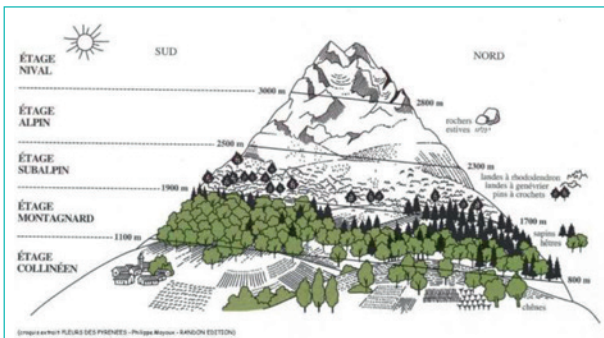 SUD
NORD
ÉTAGE
NIVAL
3000 m
2800 m
ÉTAGE
ALPIN
rochers
estives
2500 m
2300 m
ÉTAGE
SUBALPIN
landes à rhododendron
landes à genévrier
pins à crochets
1900 m
1700 m
ÉTAGE
MONTAGNARD
sapins
hêtres
1100 m
800 m
ÉTAGE
COLLINÉEN
chênes
(croquis extrait FLEURS DES PYRENEES - Philippe Mayoux - RANDON EDITION)